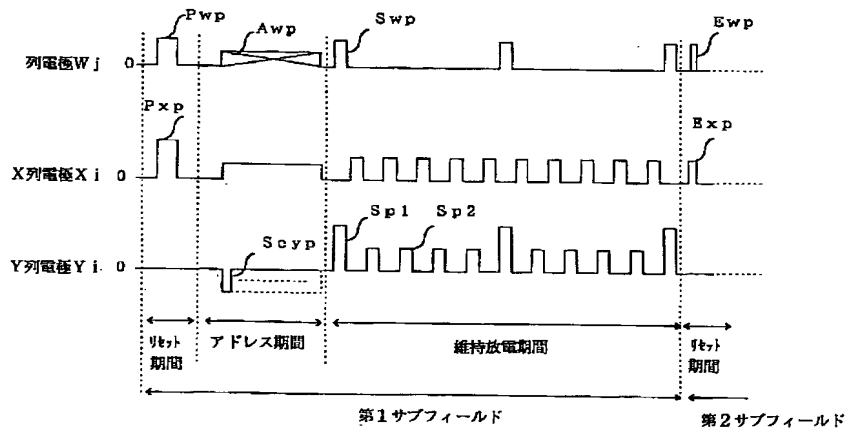 Pwp
Awp
Swp
Ewp
列電極Wj 0
Pxp
Exp
X列電極Xi 0
Sp1 Sp2
Scyp
Y列電極Yi 0
リセット期間
アドレス期間
維持放電期間
リセット期間
第1サブフィールド
第2サブフィールド